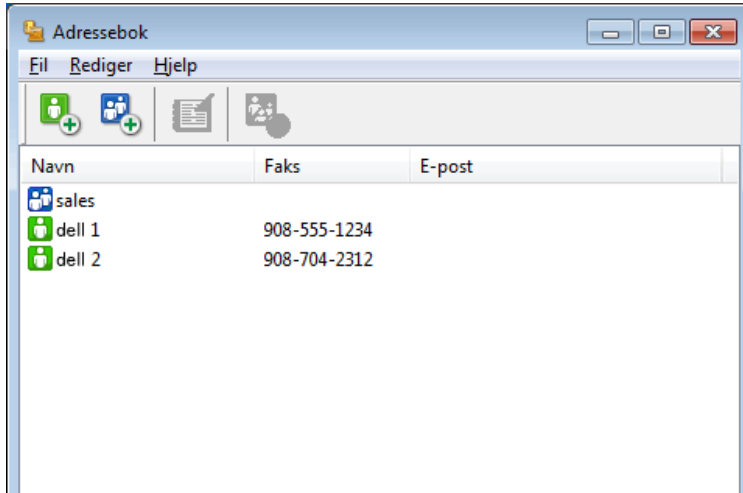 Adressebok
Fil Rediger Hjelp
Navn Faks E-post
sales
dell 1 908-555-1234
dell 2 908-704-2312